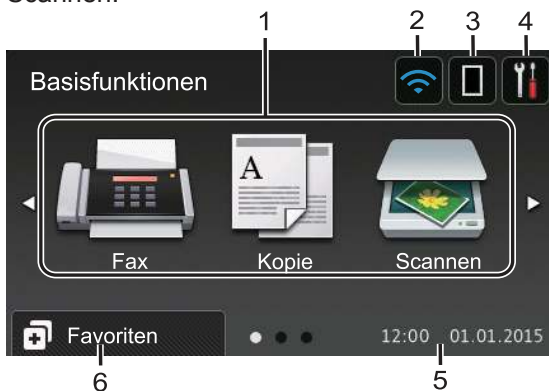 Scannen.
1 2 3 4
Basisfunktionen
A
Fax Kopie Scannen
Favoriten 12:00 01.01.2015
6 5